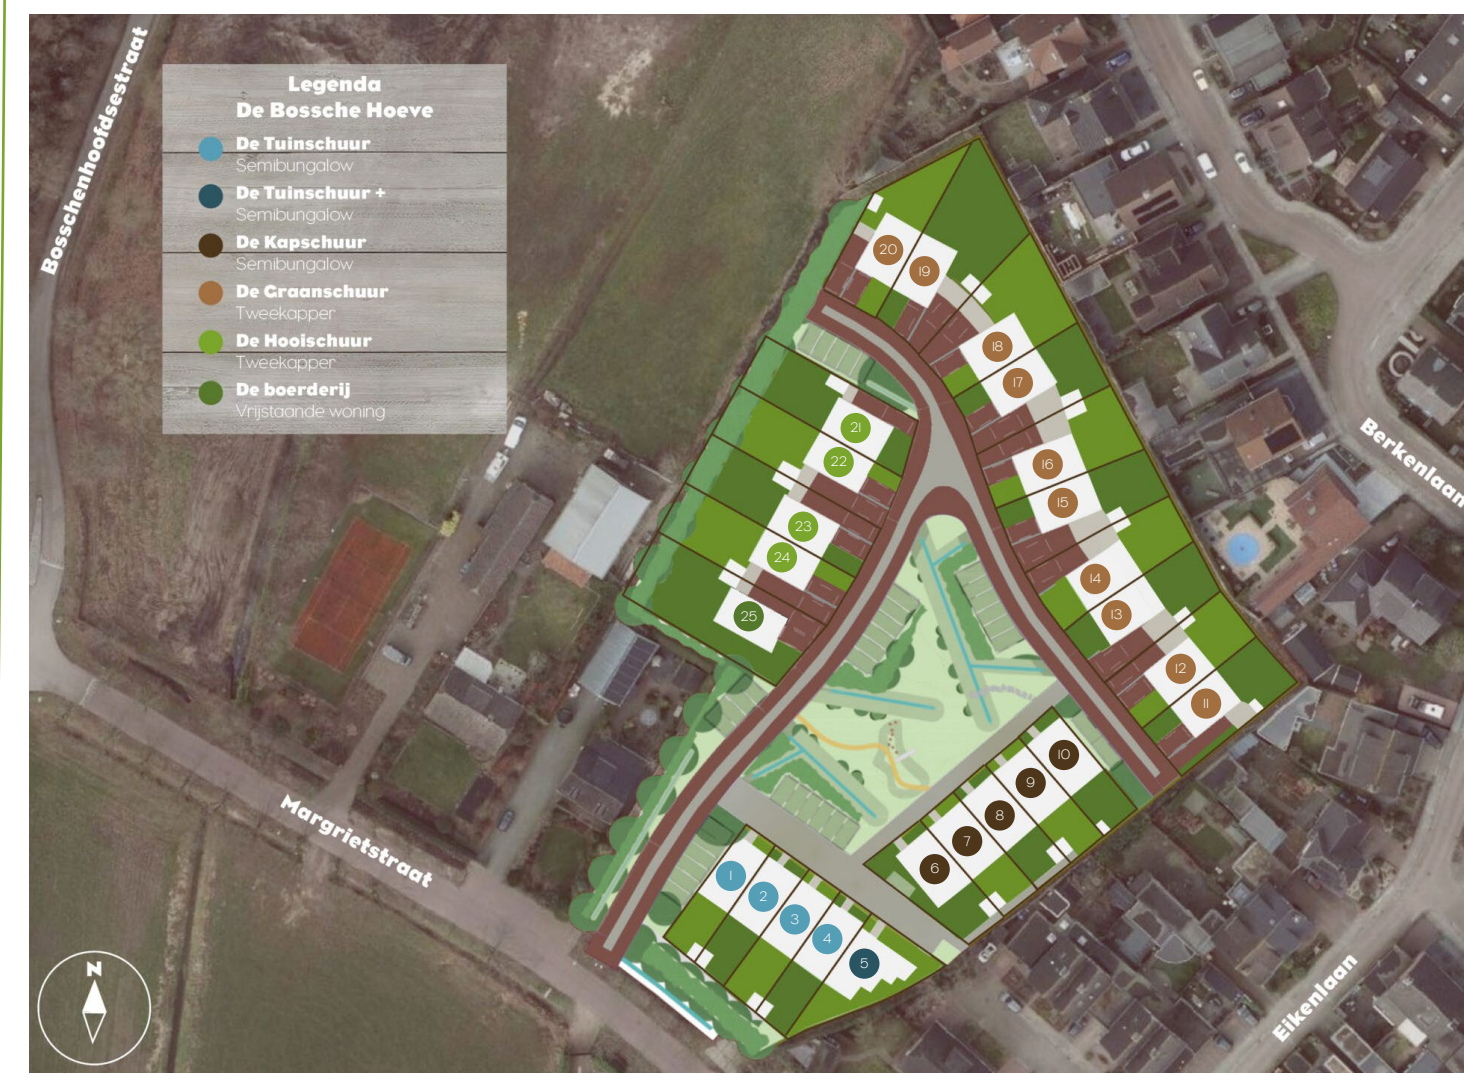 Legenda
De Bossche Hoeve
De Tuinschuur
Semibungalow
De Tuinschuur +
Semibungalow
De Kapschuur
Semibungalow
De Graanschuur
Tweekapper
De Hooischuur
Tweekapper
De boerderij
Vrijstaande woning
Bosschenhoofdsestraat
20
19
18
17
21
22
16
15
23
24
14
13
25
12
11
10
9
8
7
6
1
2
3
4
5
Berkenlaan
Margrietstraat
Eikenlaan
N